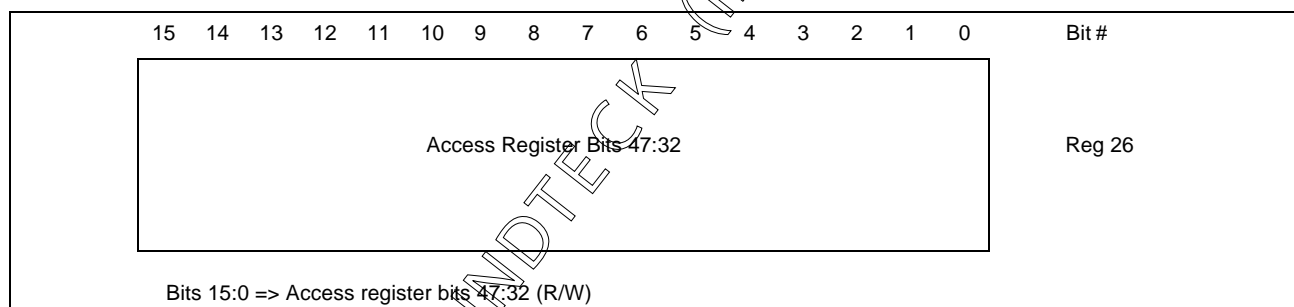 15 14 13 12 11 10 9 8 7 6 5 4 3 2 1 0 Bit #
Access Register Bits 47:32 Reg 26
Bits 15:0 => Access register bits 47:32 (R/W)